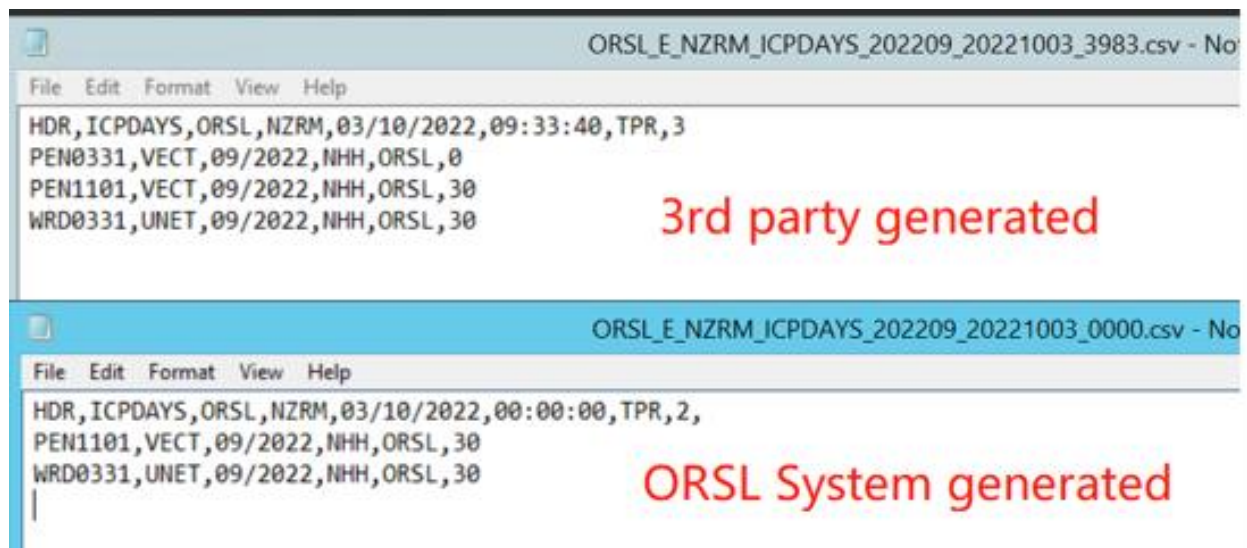 ORSL_E_NZRM_ICPDAYS_202209_20221003_3983.csv - No
File Edit Format View Help
HDR,ICPDAYS,ORSL,NZRM,03/10/2022,09:33:40,TPR,3
PEN0331,VECT,09/2022,NHH,ORSL,0
PEN1101,VECT,09/2022,NHH,ORSL,30
WRD0331,UNET,09/2022,NHH,ORSL,30
3rd party generated
ORSL_E_NZRM_ICPDAYS_202209_20221003_0000.csv - No
File Edit Format View Help
HDR,ICPDAYS,ORSL,NZRM,03/10/2022,00:00:00,TPR,2,
PEN1101,VECT,09/2022,NHH,ORSL,30
WRD0331,UNET,09/2022,NHH,ORSL,30
ORSL System generated